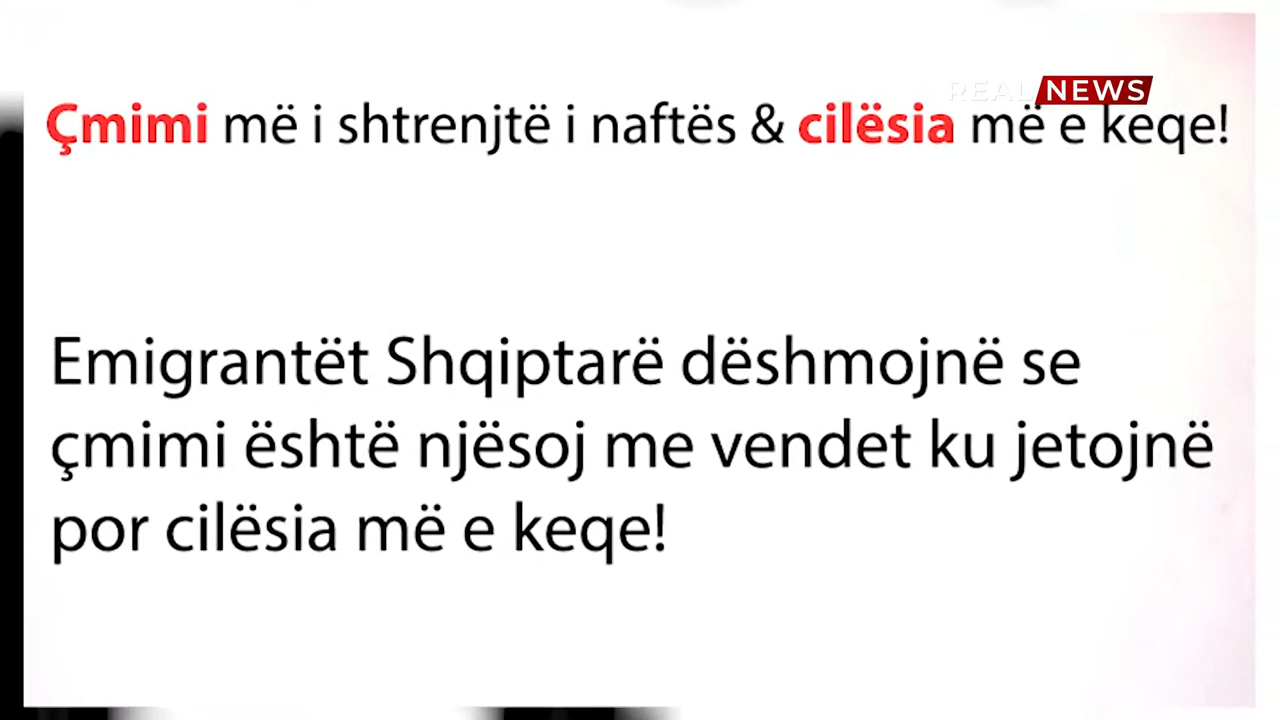 REAL NEWS
Çmimi më i shtrenjtë i naftës & cilësia më e keqe!
Emigrantët Shqiptarë dëshmojnë se
çmimi është njësoj me vendet ku jetojnë
por cilësia më e keqe!